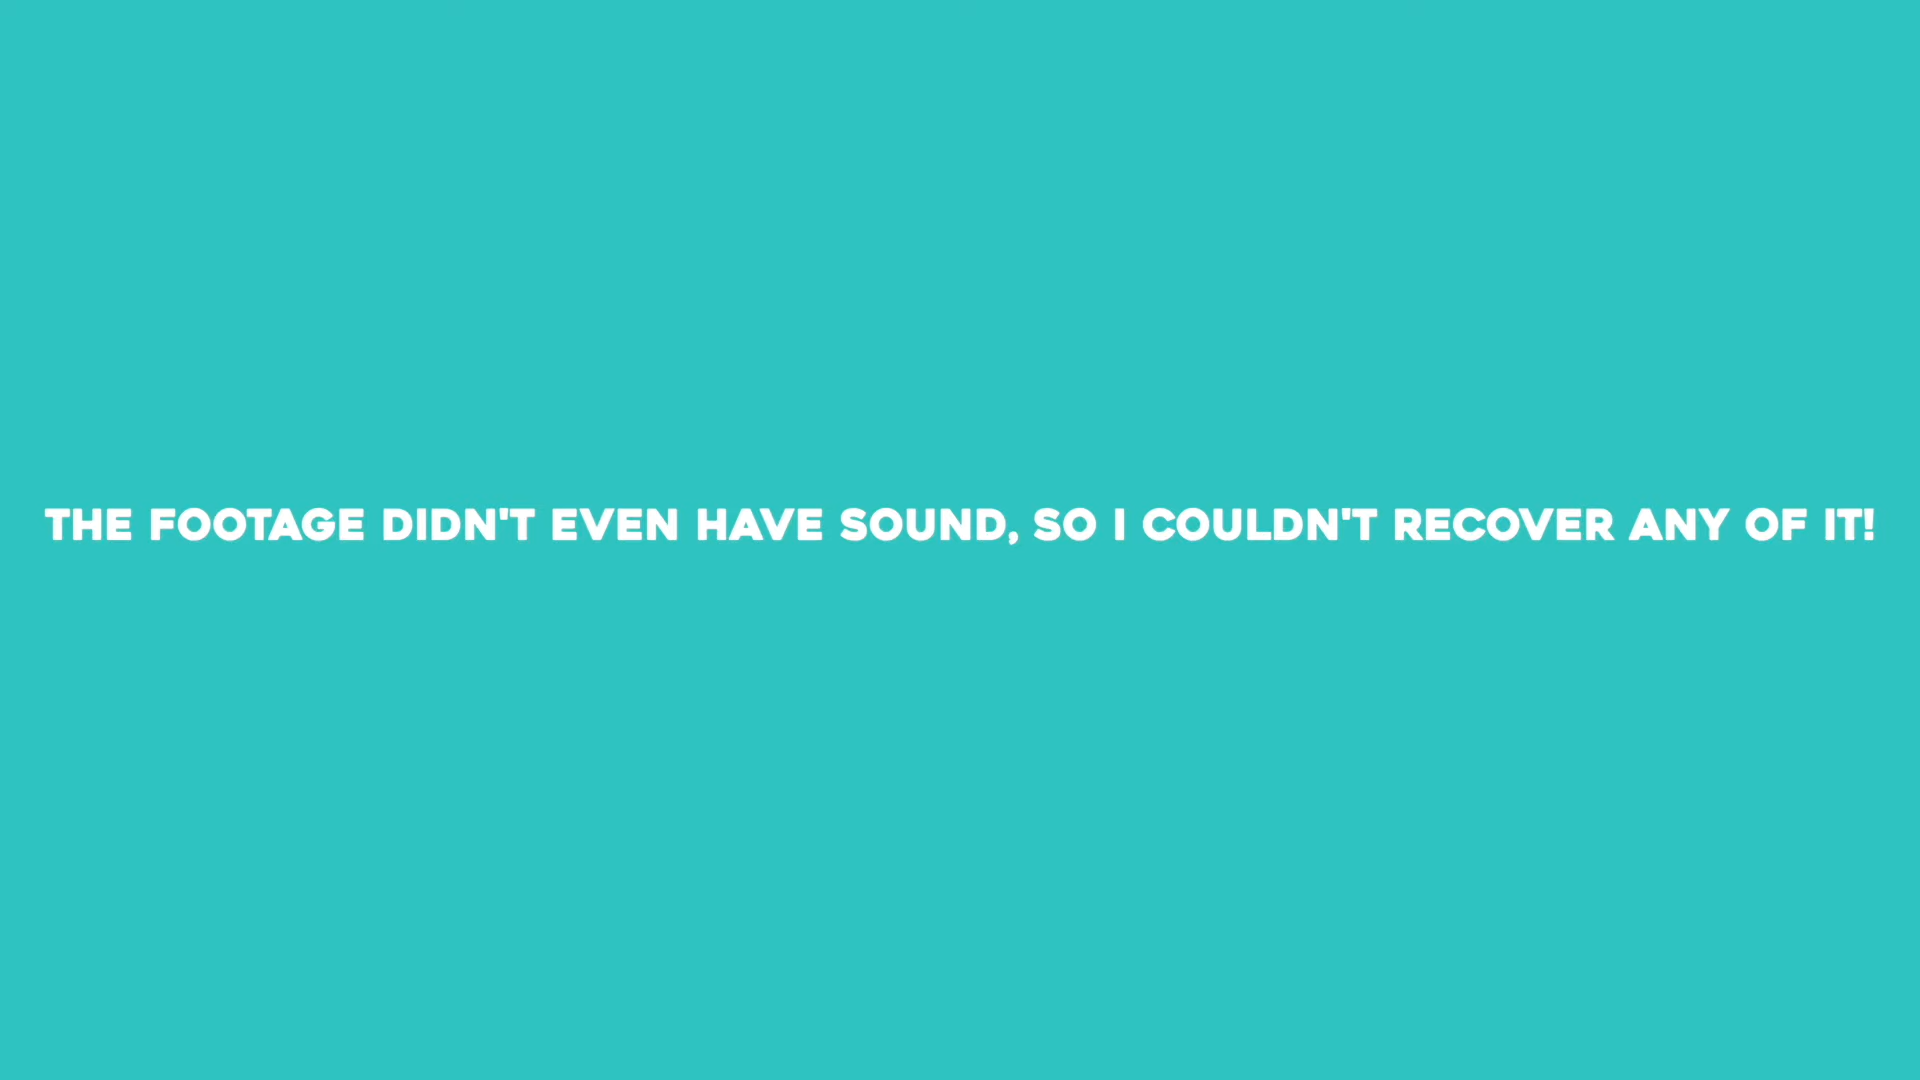 THE FOOTAGE DIDN'T EVEN HAVE SOUND, SO I COULDN'T RECOVER ANY OF IT!